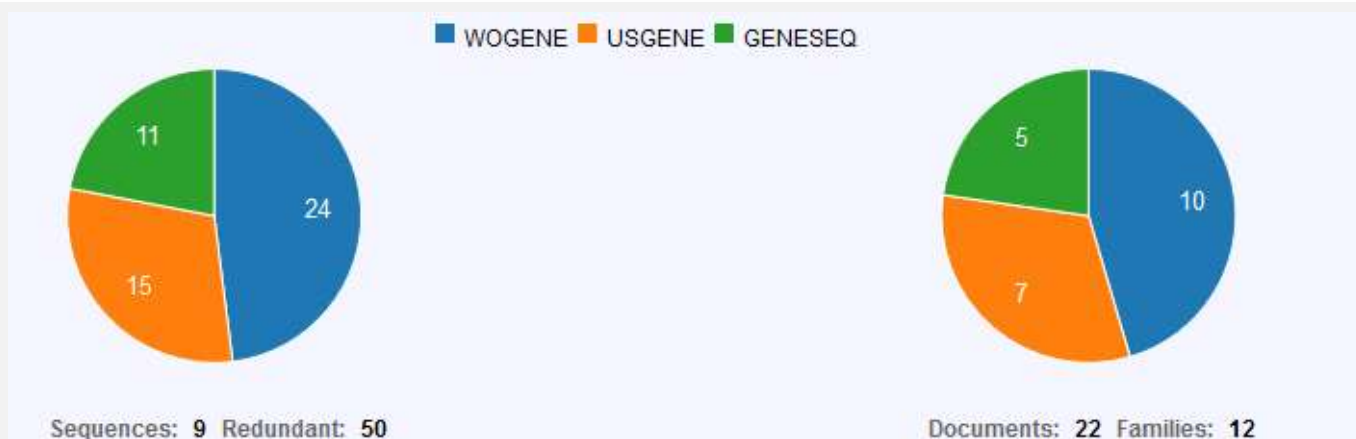 WOGENE USGENE GENESEQ
11
24
15
5
10
7
Sequences: 9 Redundant: 50
Documents: 22 Families: 12